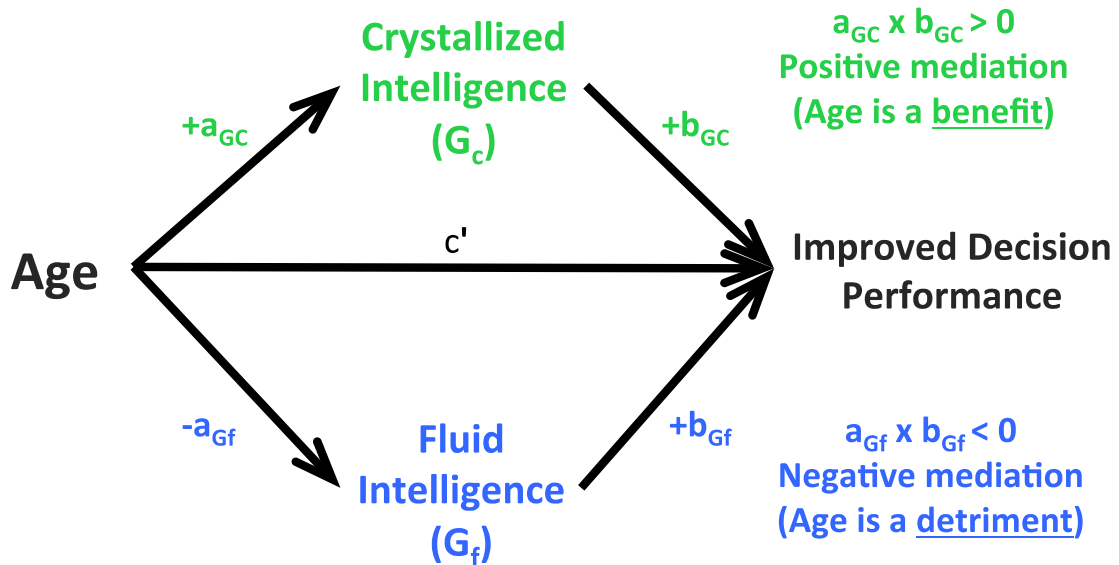 Crystallized
Intelligence
(Gc)
aGC x bGC > 0
Positive mediation
(Age is a benefit)
+aGC
+bGC
c'
Age
Improved Decision
Performance
-aGf
+bGf
Fluid
Intelligence
(Gf)
aGf x bGf < 0
Negative mediation
(Age is a detriment)